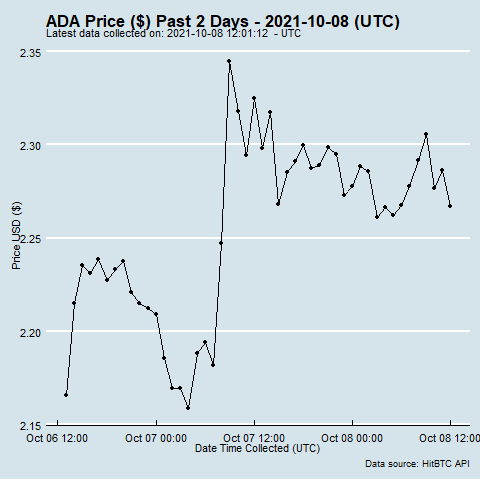 ADA Price ($) Past 2 Days - 2021-10-08 (UTC)
Latest data collected on: 2021-10-08 12:01:12 - UTC
2.35
2.30
2.25
2.20
2.15
Price USD ($)
Oct 06 12:00 Oct 07 00:00 Oct 07 12:00 Oct 08 00:00 Oct 08 12:00
Date Time Collected (UTC)
Data source: HitBTC API